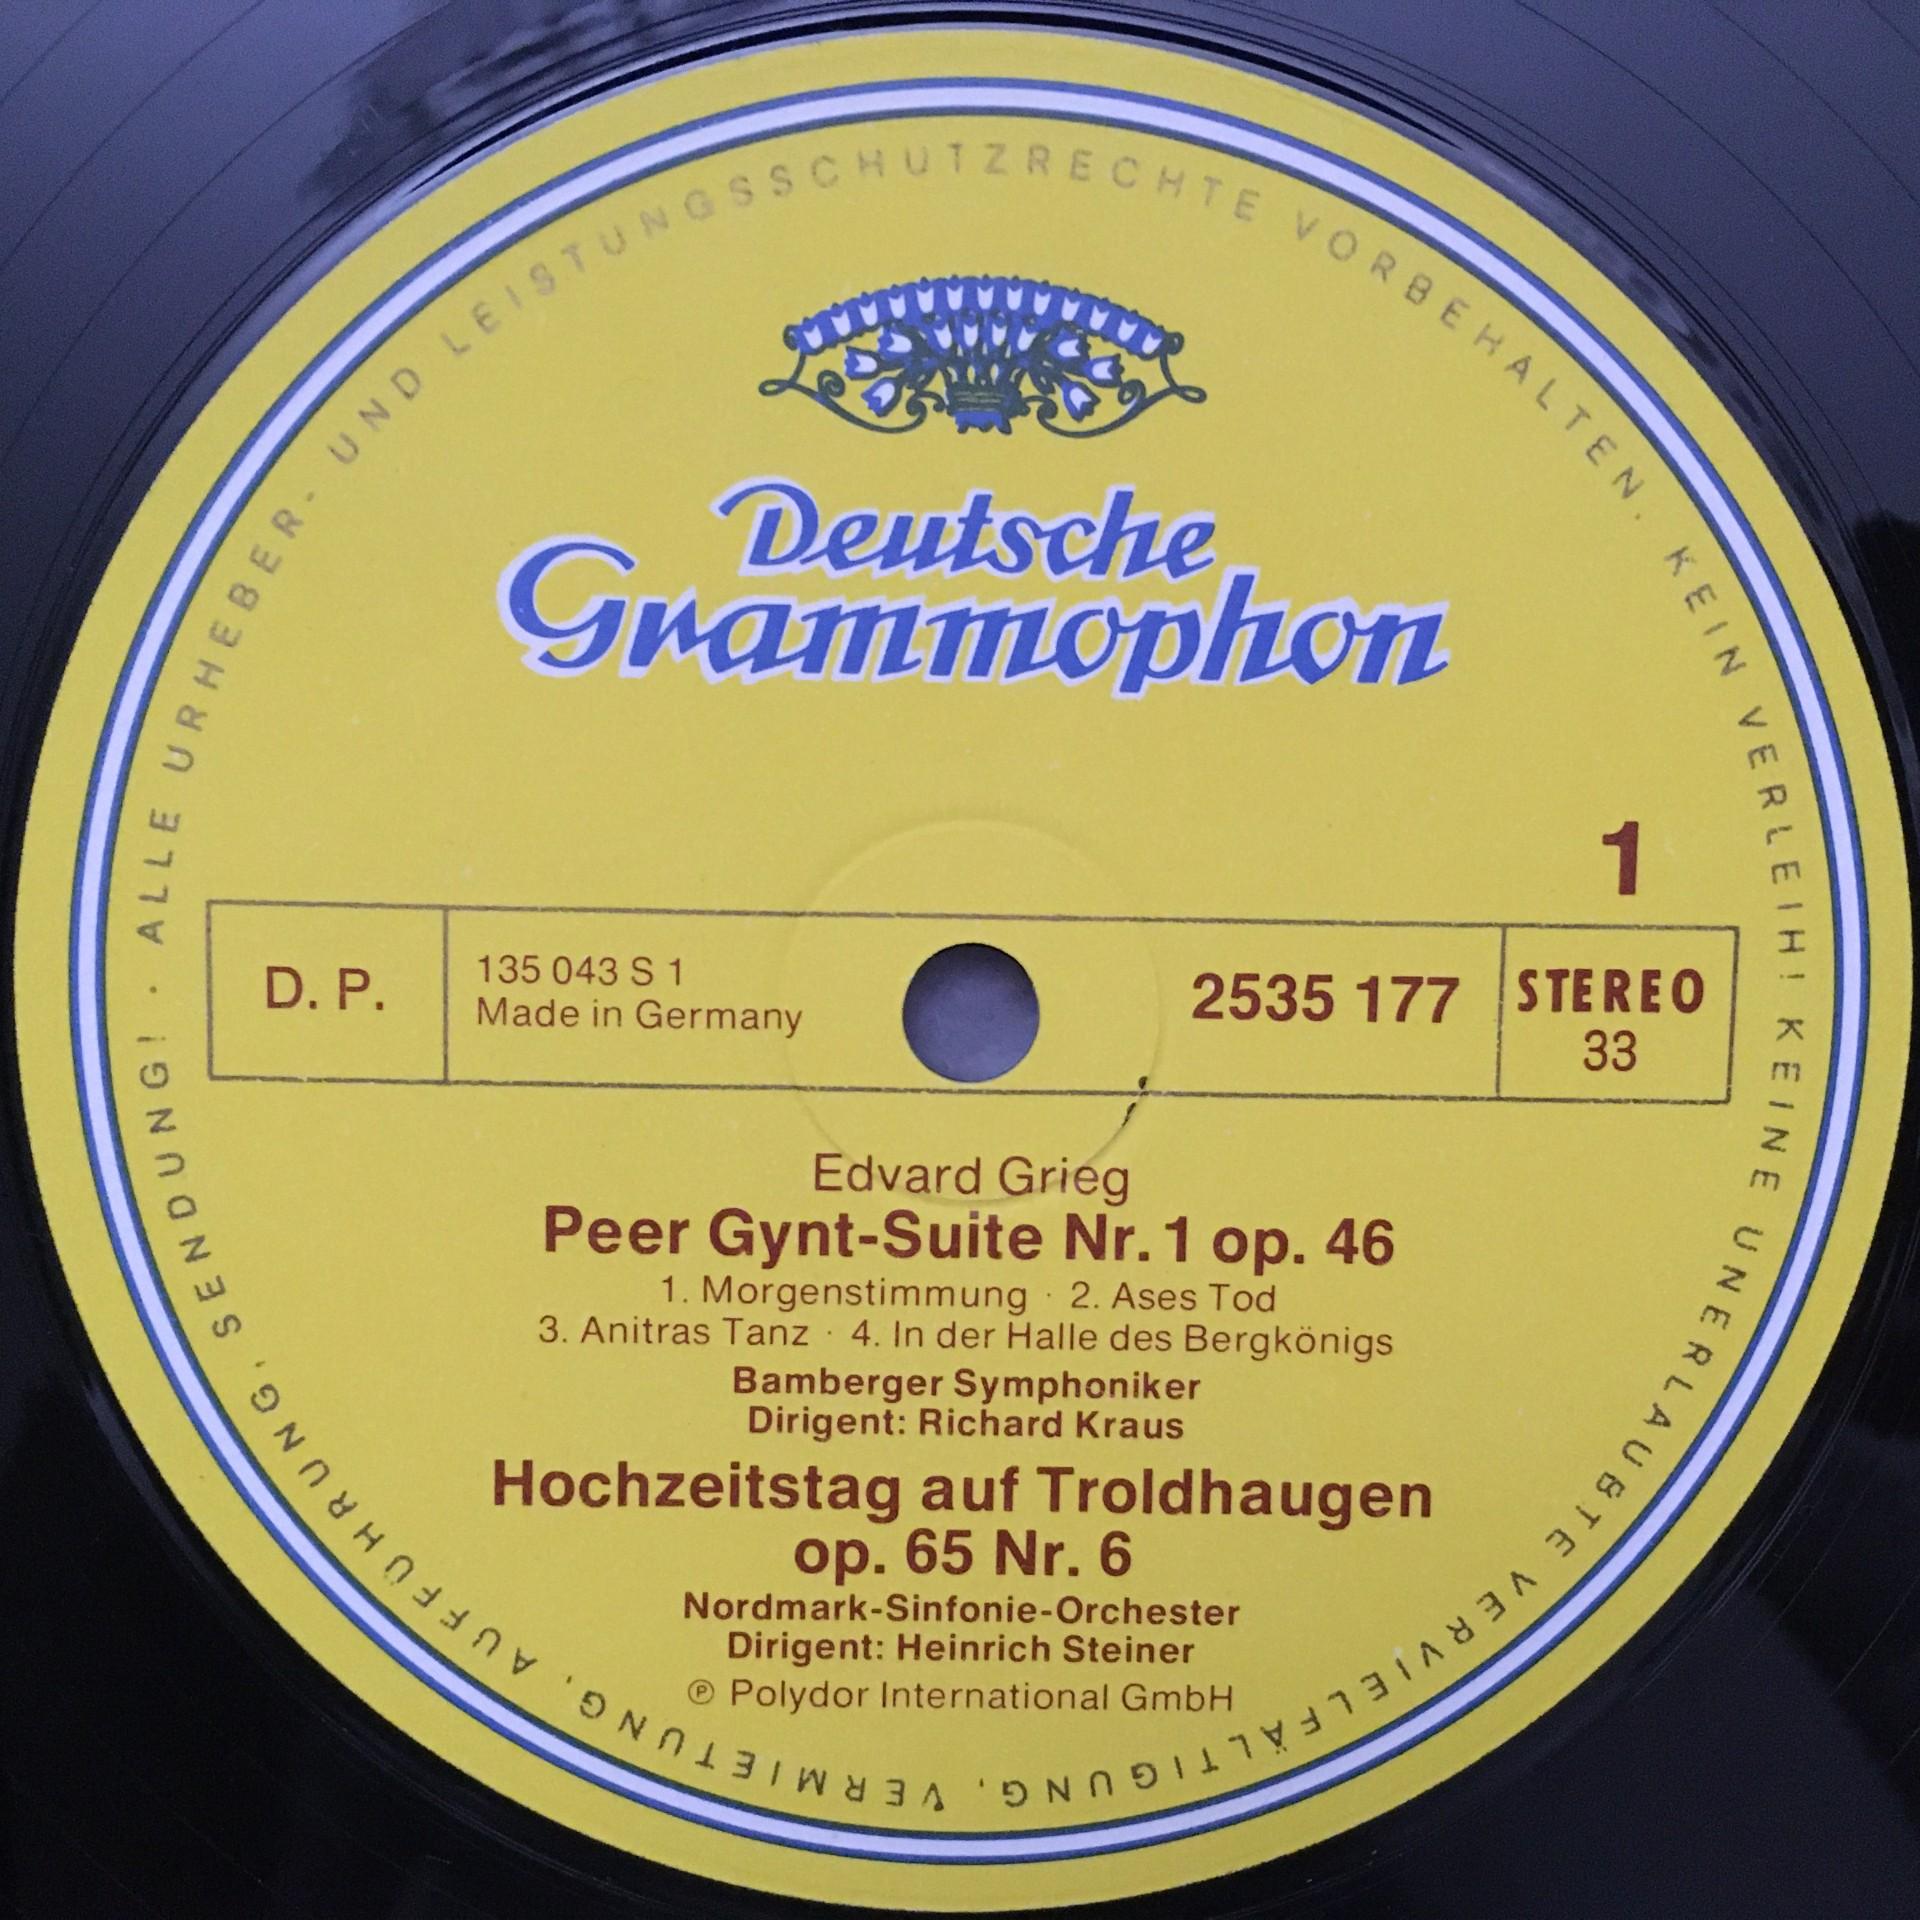 ALLE URHEBER- UND LEISTUNGSSCHUTZRECHTE VORBEHALTEN. KEIN VERLEIH! KEINE UNERLAUBTE VERVIELFÄLTIGUNG, VERMIETUNG, AUFFÜHRUNG, SENDUNG! ·
Deutsche
Grammophon
1
D. P.
135 043 S 1
Made in Germany
2535 177
STEREO
33
Edvard Grieg
Peer Gynt-Suite Nr. 1 op. 46
1. Morgenstimmung · 2. Ases Tod
3. Anitras Tanz · 4. In der Halle des Bergkönigs
Bamberger Symphoniker
Dirigent: Richard Kraus
Hochzeitstag auf Troldhaugen
op. 65 Nr. 6
Nordmark-Sinfonie-Orchester
Dirigent: Heinrich Steiner
℗ Polydor International GmbH